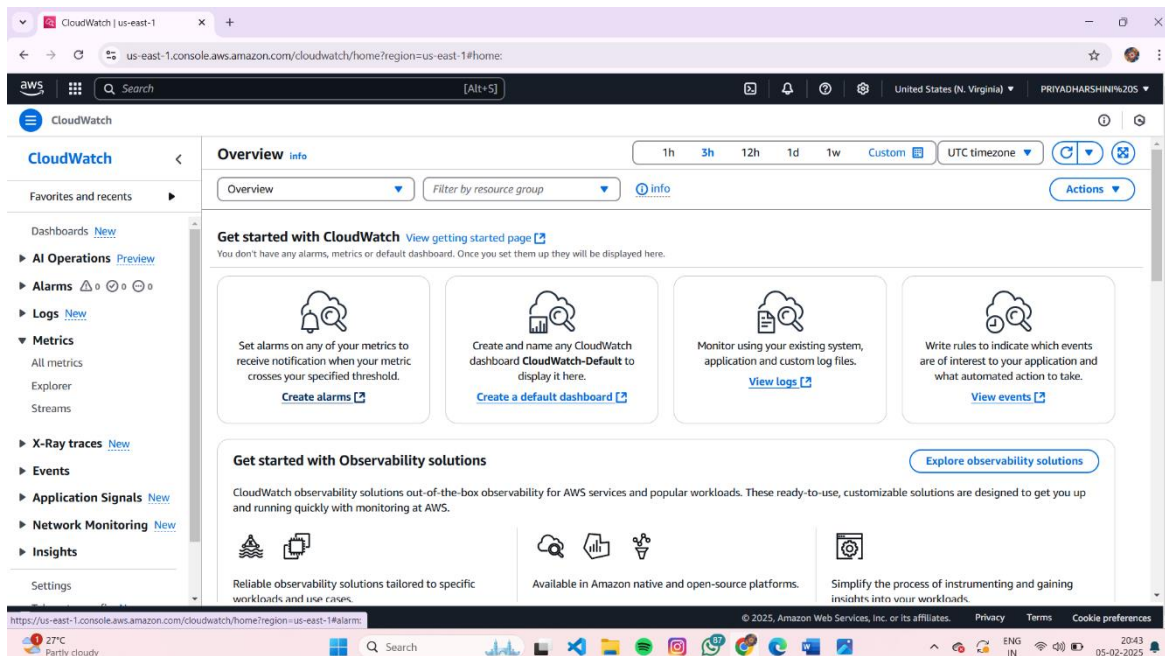 CloudWatch | us-east-1
us-east-1.console.aws.amazon.com/cloudwatch/home?region=us-east-1#home:
aws
Search
[Alt+S]
United States (N. Virginia)
PRIYADHARSHINI%20S
CloudWatch
CloudWatch
Favorites and recents
Dashboards New
AI Operations Preview
Alarms 0 0 0
Logs New
Metrics
All metrics
Explorer
Streams
X-Ray traces New
Events
Application Signals New
Network Monitoring New
Insights
Settings
Overview info
1h 3h 12h 1d 1w Custom
UTC timezone
Overview
Filter by resource group
info
Actions
Get started with CloudWatch View getting started page
You don't have any alarms, metrics or default dashboard. Once you set them up they will be displayed here.
Set alarms on any of your metrics to
receive notification when your metric
crosses your specified threshold.
Create alarms
Create and name any CloudWatch
dashboard CloudWatch-Default to
display it here.
Create a default dashboard
Monitor using your existing system,
application and custom log files.
View logs
Write rules to indicate which events
are of interest to your application and
what automated action to take.
View events
Get started with Observability solutions
Explore observability solutions
CloudWatch observability solutions out-of-the-box observability for AWS services and popular workloads. These ready-to-use, customizable solutions are designed to get you up
and running quickly with monitoring at AWS.
Reliable observability solutions tailored to specific
workloads and use cases.
Available in Amazon native and open-source platforms.
Simplify the process of instrumenting and gaining
insights into your workloads.
https://us-east-1.console.aws.amazon.com/cloudwatch/home?region=us-east-1#alarm:
© 2025, Amazon Web Services, Inc. or its affiliates.
Privacy
Terms
Cookie preferences
1
27°C
Partly cloudy
Search
87
ENG
IN
20:43
05-02-2025